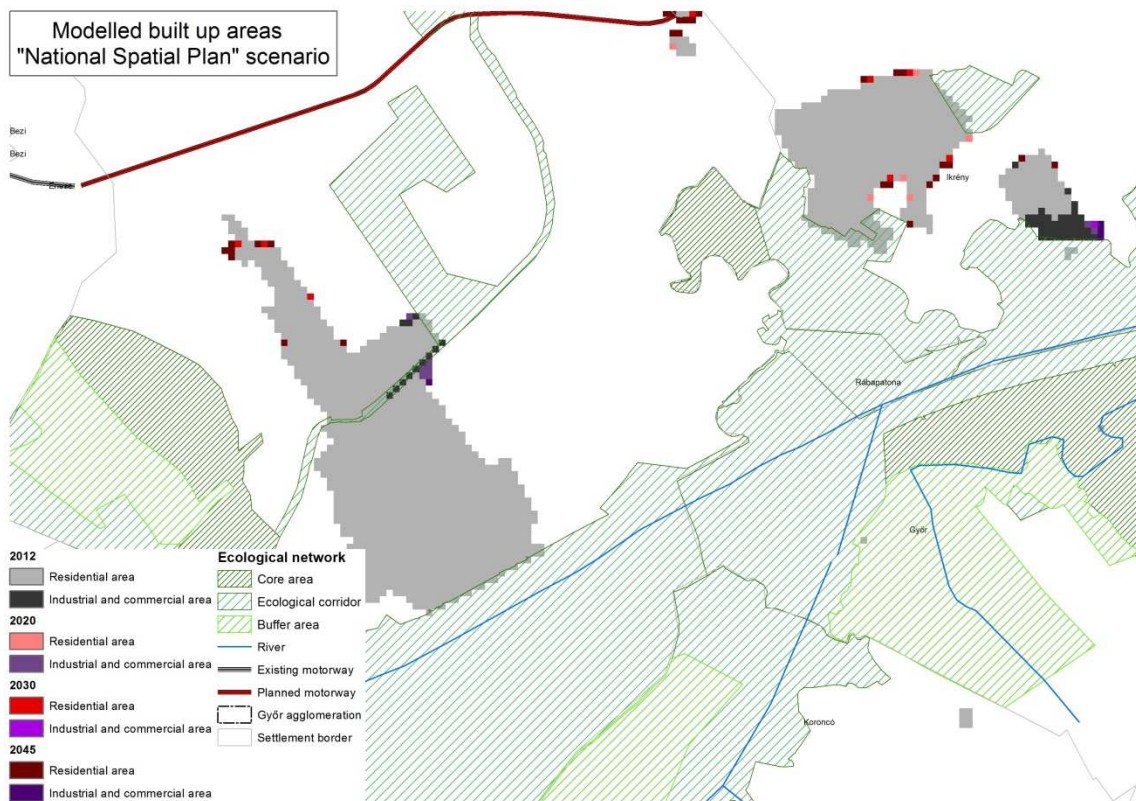 Modelled built up areas
"National Spatial Plan" scenario
Bezi
Bezi
Ikrény
Rábapatona
Győr
Koroncó
2012
Residential area
Industrial and commercial area
2020
Residential area
Industrial and commercial area
2030
Residential area
Industrial and commercial area
2045
Residential area
Industrial and commercial area
Ecological network
Core area
Ecological corridor
Buffer area
River
Existing motorway
Planned motorway
Győr agglomeration
Settlement border